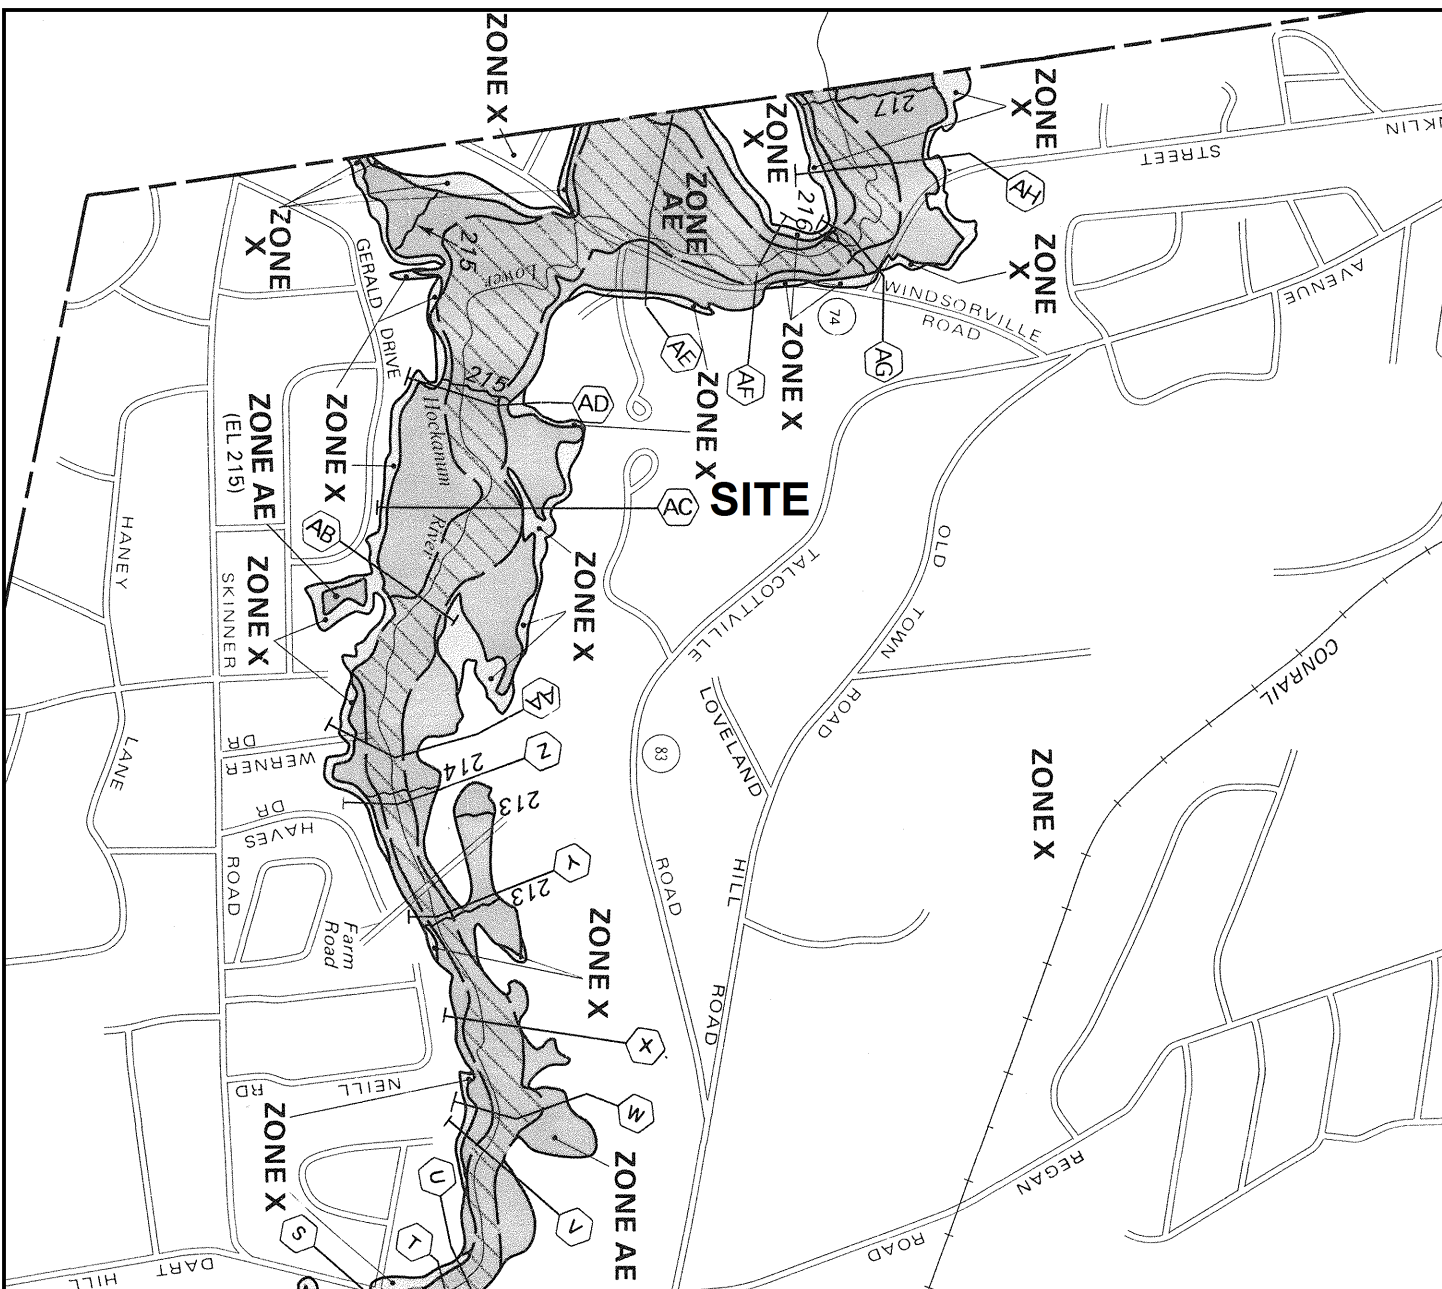 ZONE X
217
ZONE
X
ZONE
X
NKLIN
STREET
AH
216
ZONE
AE
ZONE
X
GERALD
DRIVE
215
Lower
ZONE
X
WINDSORVILLE
ROAD
74
AVENUE
AE
AF
AG
ZONE X
215
AD
ZONE X
Hockanum
River
ZONE AE
(EL 215)
ZONE X
AC
SITE
AB
HANEY
LANE
SKINNER
ROAD
ZONE X
ZONE X
TALCOTTVILLE
ROAD
OLD
TOWN
ROAD
CONRAIL
LOVELAND
HILL
ROAD
AA
Z
214
83
WERNER
DR
213
HAYES
DR
ZONE X
Y
213
Farm
Road
ZONE X
X
NEILL
RD
W
ZONE X
ZONE AE
V
U
T
S
REGAN
ROAD
DART
HILL